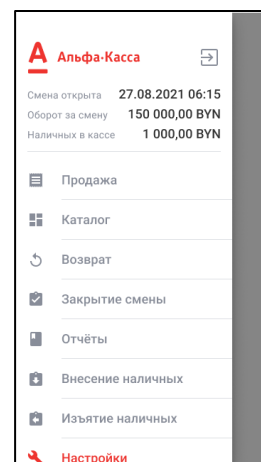 А Альфа·Касса
Смена открыта 27.08.2021 06:15
Оборот за смену 150 000,00 BYN
Наличных в кассе 1 000,00 BYN
Продажа
Каталог
Возврат
Закрытие смены
Отчёты
Внесение наличных
Изъятие наличных
Настройки